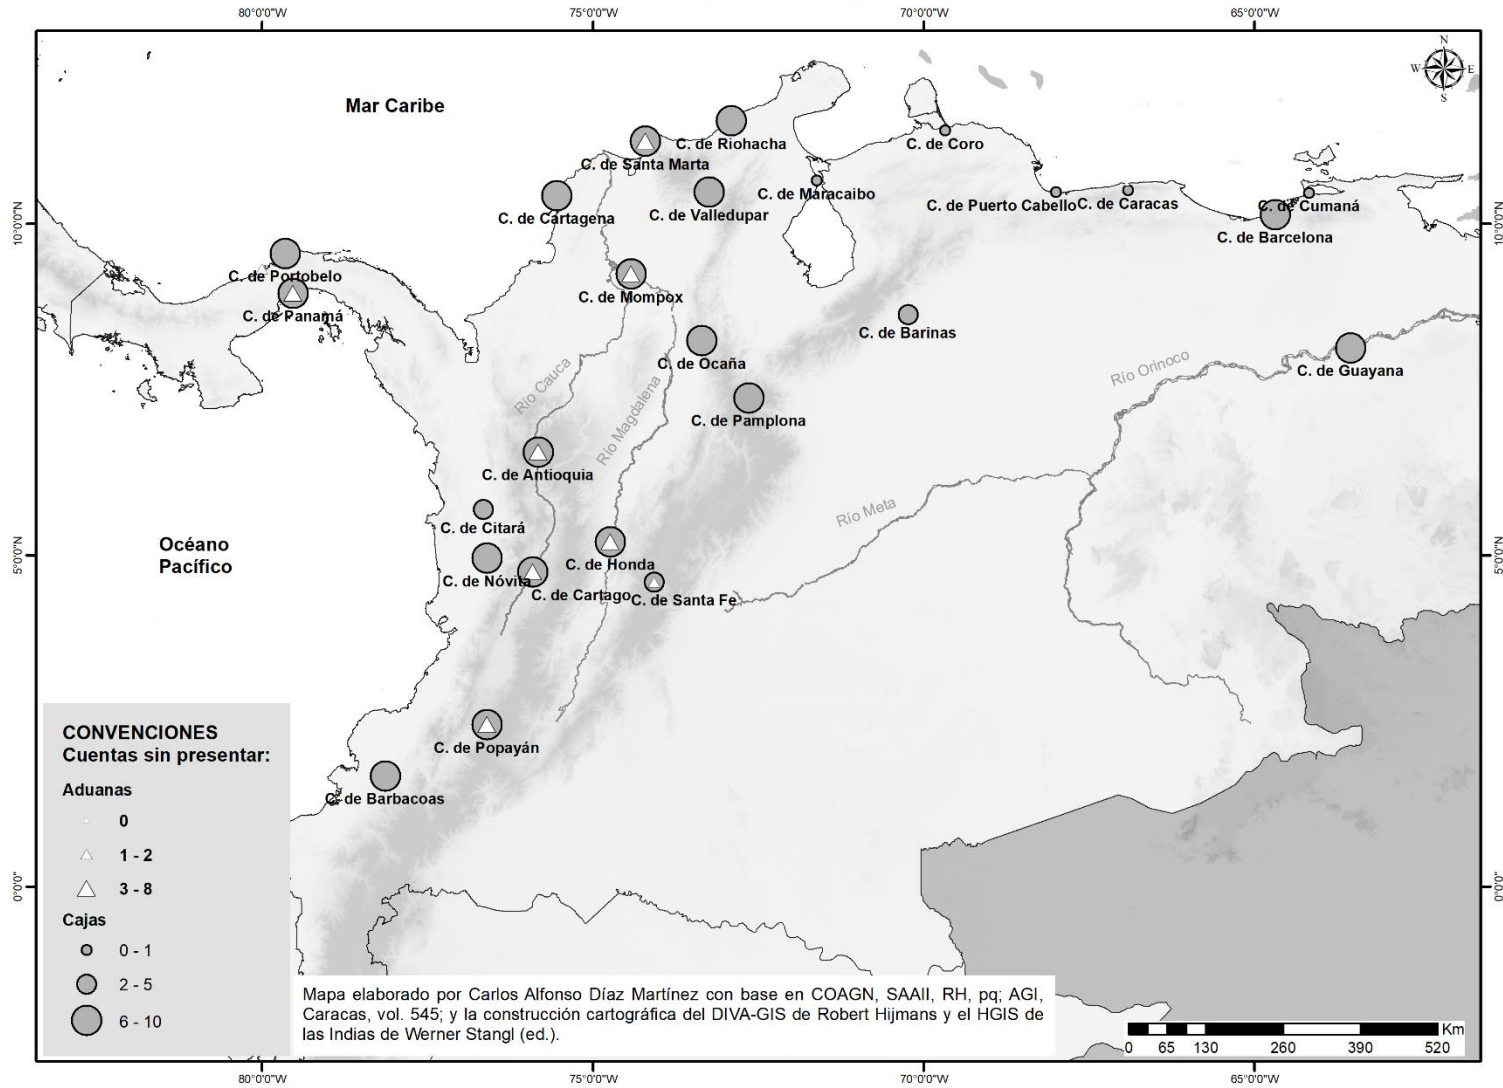 80°0'0"W
75°0'0"W
70°0'0"W
65°0'0"W
N
W
E
S
Mar Caribe
C. de Riohacha
C. de Coro
C. de Santa Marta
C. de Maracaibo
C. de Cartagena
C. de Valledupar
C. de Puerto Cabello
C. de Caracas
C. de Cumaná
10°0'0"N
10°0'0"N
C. de Barcelona
C. de Portobelo
C. de Mompox
C. de Panamá
C. de Barinas
C. de Ocaña
Río Orinoco
C. de Guayana
Río Cauca
Río Magdalena
C. de Pamplona
C. de Antioquia
Río Meta
C. de Citará
Océano
Pacífico
5°0'0"N
5°0'0"N
C. de Honda
C. de Nóvita
C. de Cartago
C. de Santa Fe
C. de Popayán
C. de Barbacoas
CONVENCIONES
Cuentas sin presentar:
Aduanas
0
1 - 2
3 - 8
Cajas
0 - 1
2 - 5
6 - 10
0°0'0"
0°0'0"
Mapa elaborado por Carlos Alfonso Díaz Martínez con base en COAGN, SAAII, RH, pq; AGI,
Caracas, vol. 545; y la construcción cartográfica del DIVA-GIS de Robert Hijmans y el HGIS de
las Indias de Werner Stangl (ed.).
Km
0 65 130 260 390 520
80°0'0"W
75°0'0"W
70°0'0"W
65°0'0"W